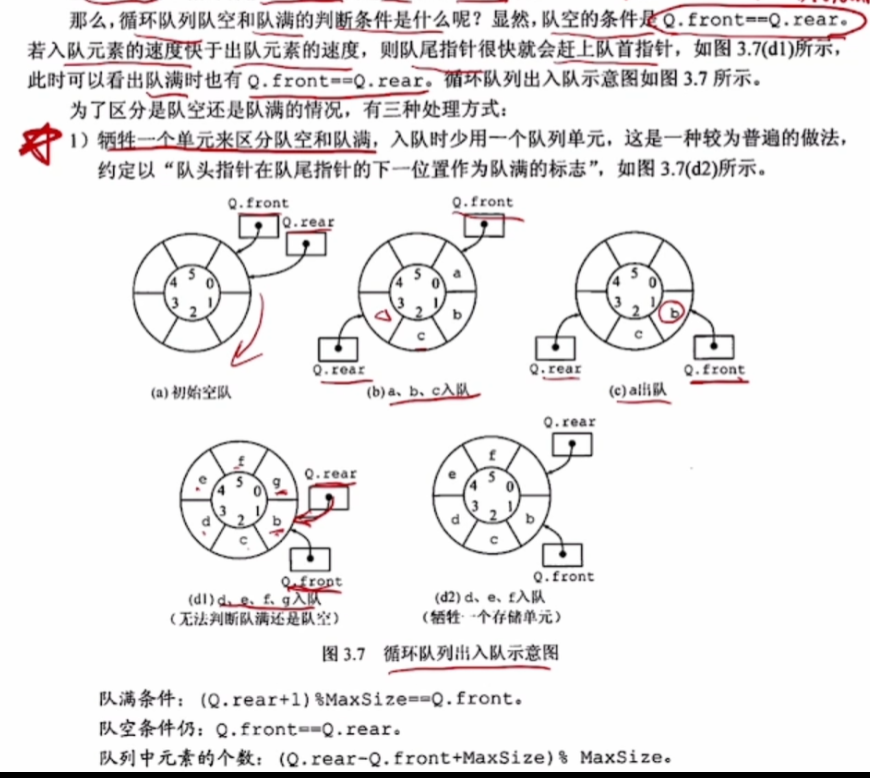 那么，循环队列队空和队满的判断条件是什么呢？显然，队空的条件是 Q.front==Q.rear。
若入队元素的速度快于出队元素的速度，则队尾指针很快就会赶上队首指针，如图 3.7(d1)所示，
此时可以看出队满时也有 Q.front==Q.rear。循环队列出入队示意图如图 3.7 所示。
为了区分是队空还是队满的情况，有三种处理方式：
1）牺牲一个单元来区分队空和队满，入队时少用一个队列单元，这是一种较为普遍的做法，
约定以“队头指针在队尾指针的下一位置作为队满的标志”，如图 3.7(d2)所示。
Q.front
Q.rear
4 5 0
3 2 1
(a) 初始空队
Q.front
a
4 5 0
3 2 1
b
c
Q.rear
(b) a、b、c入队
4 5 0
3 2 1
b
c
Q.rear
Q.front
(c) a出队
f
e
g
4 5 0
3 2 1
d
b
c
Q.rear
Q.front
(d1) d、e、f、g入队
（无法判断队满还是队空）
Q.rear
f
e
4 5 0
3 2 1
d
b
c
Q.front
(d2) d、e、f入队
（牺牲一个存储单元）
图 3.7 循环队列出入队示意图
队满条件：(Q.rear+1)%MaxSize==Q.front。
队空条件仍：Q.front==Q.rear。
队列中元素的个数：(Q.rear-Q.front+MaxSize)% MaxSize。